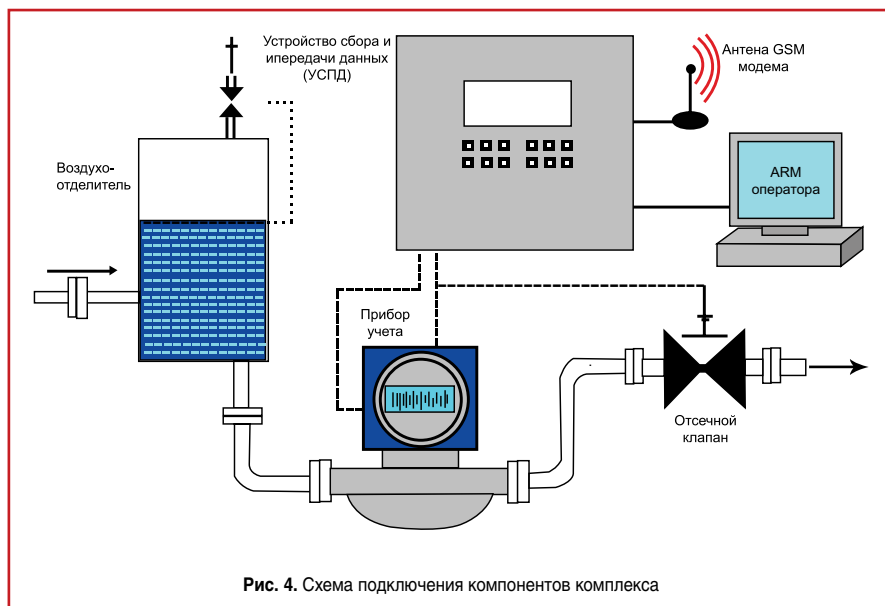 Устройство сбора и
ипередачи данных
(УСПД)
Антена GSM
модема
Воздухо-
отделитель
ARM
оператора
Прибор
учета
Отсечной
клапан
Рис. 4. Схема подключения компонентов комплекса